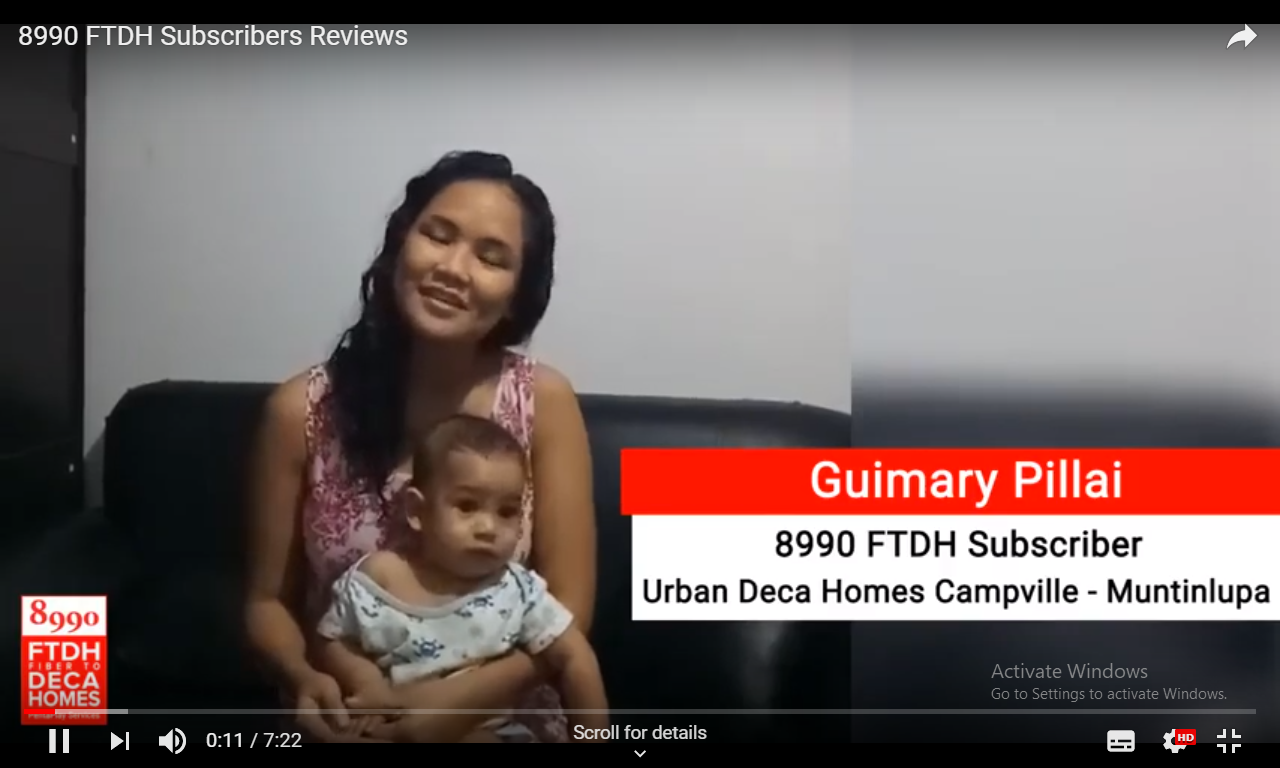 8990 FTDH Subscribers Reviews
Guimary Pillai
8990 FTDH Subscriber
Urban Deca Homes Campville - Muntinlupa
8990
FTDH
FIBER TO
DECA
HOMES
Activate Windows
Go to Settings to activate Windows.
0:11 / 7:22
Scroll for details
HD